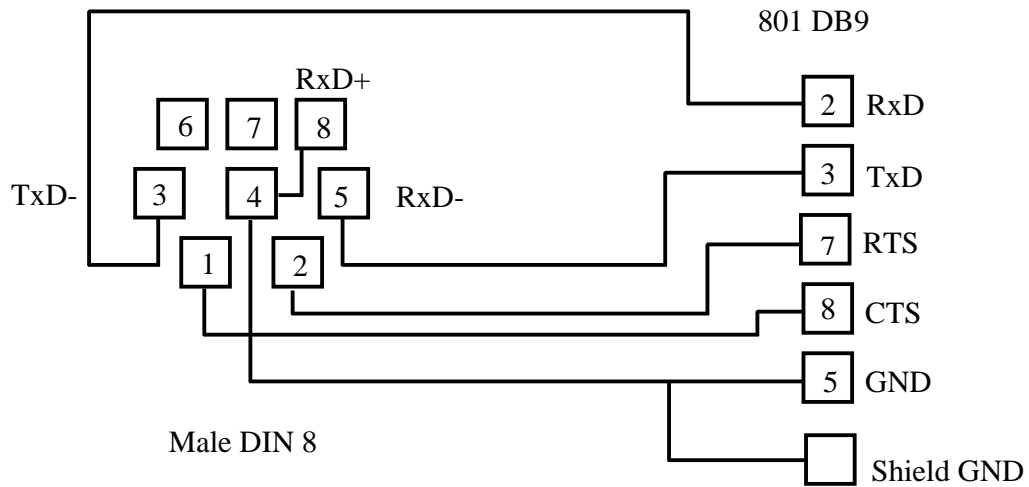 801 DB9
RxD+
2 RxD
6 7 8
TxD- 3 4 5 RxD-
3 TxD
1 2
7 RTS
8 CTS
5 GND
Male DIN 8
Shield GND